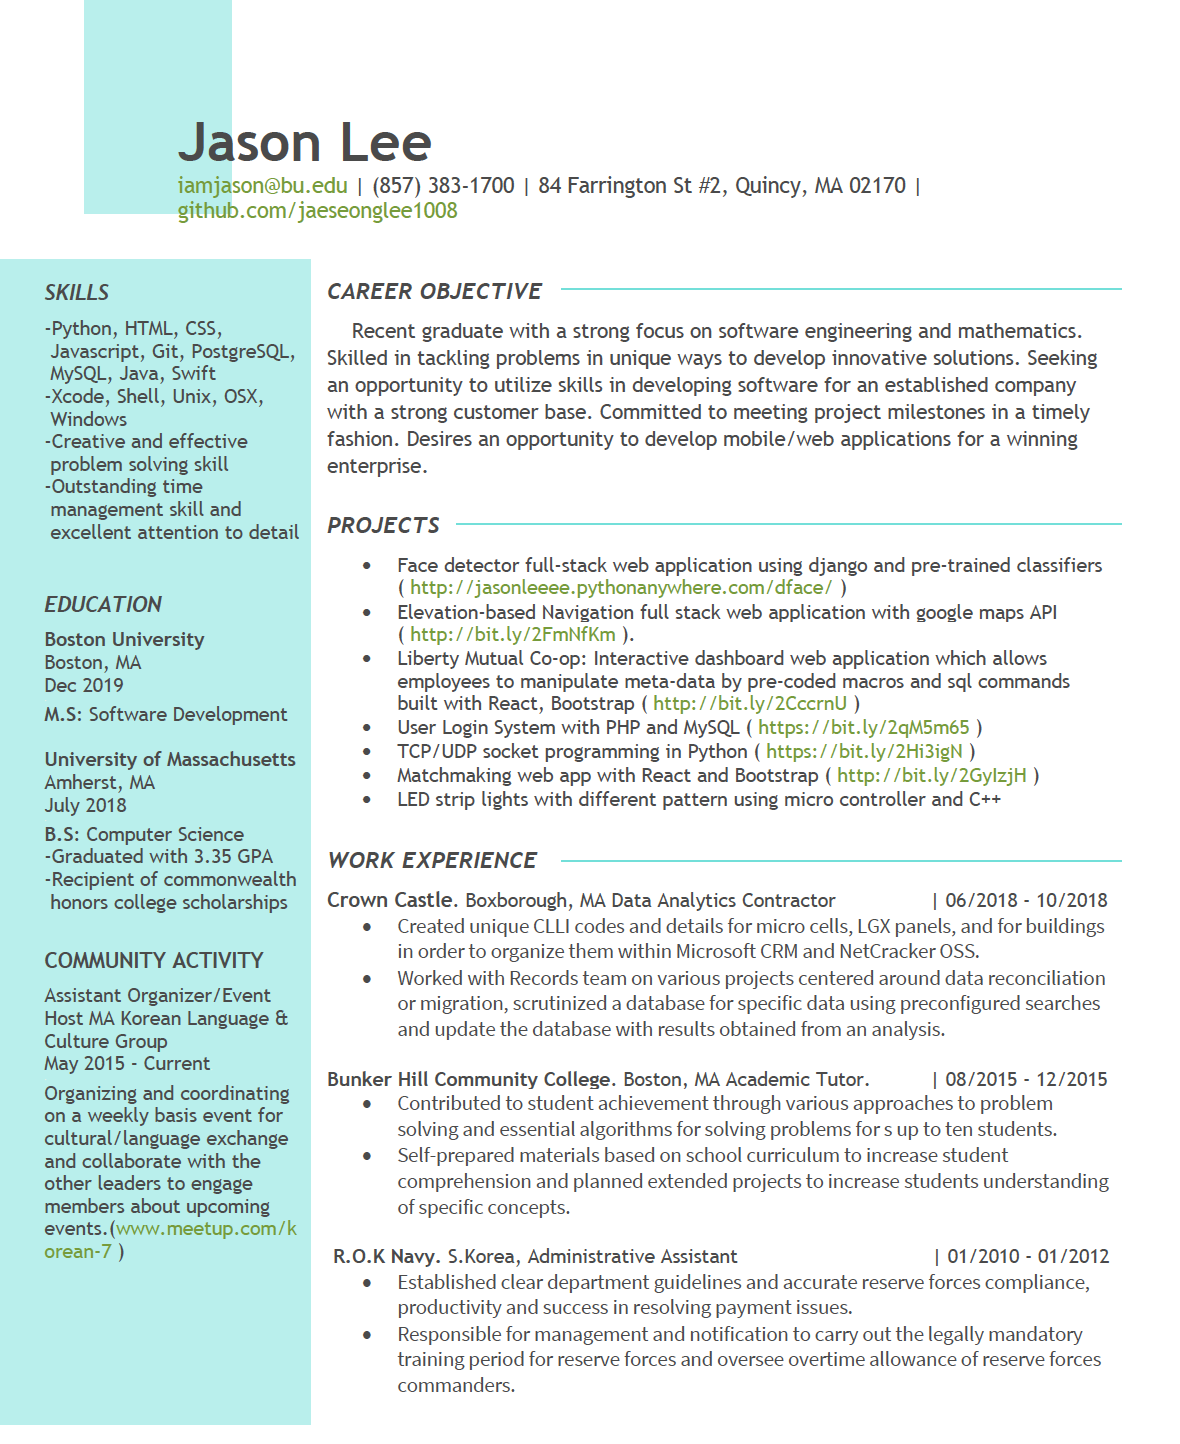 Jason Lee
iamjason@bu.edu | (857) 383-1700 | 84 Farrington St #2, Quincy, MA 02170 |
github.com/jaeseonglee1008
SKILLS
-Python, HTML, CSS,
Javascript, Git, PostgreSQL,
MySQL, Java, Swift
-Xcode, Shell, Unix, OSX,
Windows
-Creative and effective
problem solving skill
-Outstanding time
management skill and
excellent attention to detail
EDUCATION
Boston University
Boston, MA
Dec 2019
M.S: Software Development
University of Massachusetts
Amherst, MA
July 2018
B.S: Computer Science
-Graduated with 3.35 GPA
-Recipient of commonwealth
honors college scholarships
COMMUNITY ACTIVITY
Assistant Organizer/Event
Host MA Korean Language &
Culture Group
May 2015 - Current
Organizing and coordinating
on a weekly basis event for
cultural/language exchange
and collaborate with the
other leaders to engage
members about upcoming
events.(www.meetup.com/k
orean-7 )
CAREER OBJECTIVE
Recent graduate with a strong focus on software engineering and mathematics.
Skilled in tackling problems in unique ways to develop innovative solutions. Seeking
an opportunity to utilize skills in developing software for an established company
with a strong customer base. Committed to meeting project milestones in a timely
fashion. Desires an opportunity to develop mobile/web applications for a winning
enterprise.
PROJECTS
• Face detector full-stack web application using django and pre-trained classifiers
( http://jasonleeee.pythonanywhere.com/dface/ )
• Elevation-based Navigation full stack web application with google maps API
( http://bit.ly/2FmNfKm ).
• Liberty Mutual Co-op: Interactive dashboard web application which allows
employees to manipulate meta-data by pre-coded macros and sql commands
built with React, Bootstrap ( http://bit.ly/2CccrnU )
• User Login System with PHP and MySQL ( https://bit.ly/2qM5m65 )
• TCP/UDP socket programming in Python ( https://bit.ly/2Hi3igN )
• Matchmaking web app with React and Bootstrap ( http://bit.ly/2GyIzjH )
• LED strip lights with different pattern using micro controller and C++
WORK EXPERIENCE
Crown Castle. Boxborough, MA Data Analytics Contractor | 06/2018 - 10/2018
• Created unique CLLI codes and details for micro cells, LGX panels, and for buildings
in order to organize them within Microsoft CRM and NetCracker OSS.
• Worked with Records team on various projects centered around data reconciliation
or migration, scrutinized a database for specific data using preconfigured searches
and update the database with results obtained from an analysis.
Bunker Hill Community College. Boston, MA Academic Tutor. | 08/2015 - 12/2015
• Contributed to student achievement through various approaches to problem
solving and essential algorithms for solving problems for s up to ten students.
• Self-prepared materials based on school curriculum to increase student
comprehension and planned extended projects to increase students understanding
of specific concepts.
R.O.K Navy. S.Korea, Administrative Assistant | 01/2010 - 01/2012
• Established clear department guidelines and accurate reserve forces compliance,
productivity and success in resolving payment issues.
• Responsible for management and notification to carry out the legally mandatory
training period for reserve forces and oversee overtime allowance of reserve forces
commanders.